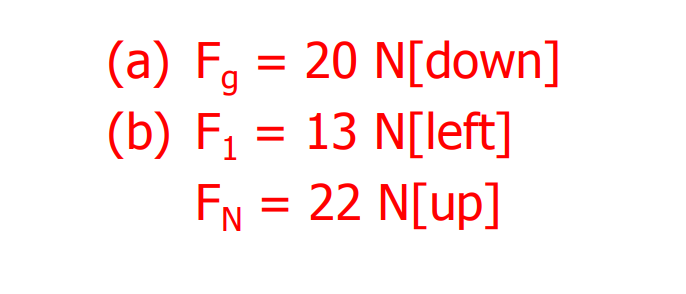 (a) Fg = 20 N[down]
(b) F1 = 13 N[left]
FN = 22 N[up]